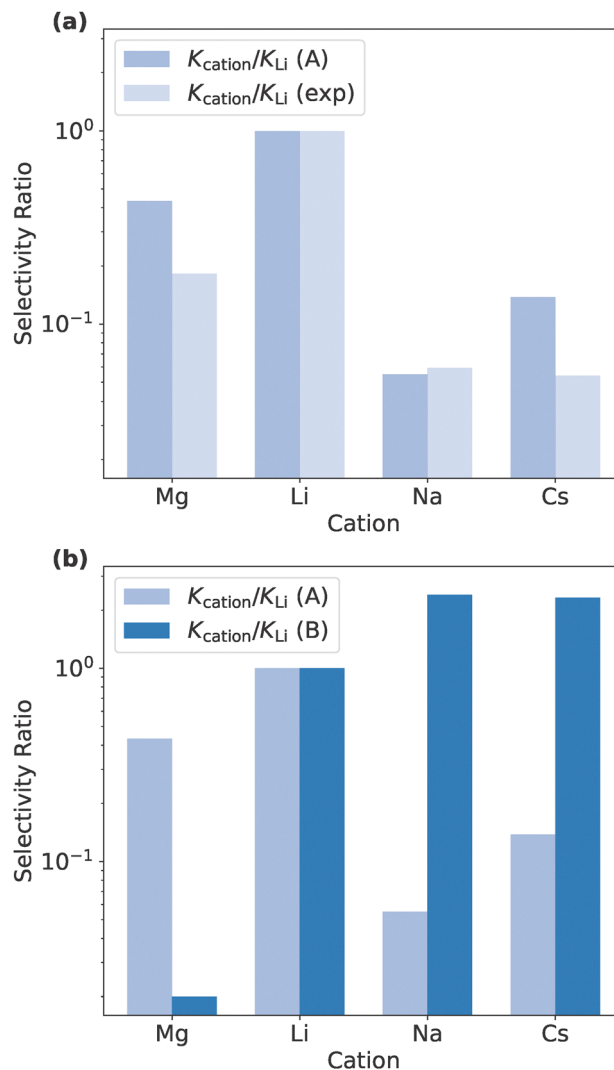 (a)
K_cation/K_Li (A)
K_cation/K_Li (exp)
10^0
10^−1
Selectivity Ratio
Mg Li Na Cs
Cation
(b)
K_cation/K_Li (A)
K_cation/K_Li (B)
10^0
10^−1
Selectivity Ratio
Mg Li Na Cs
Cation